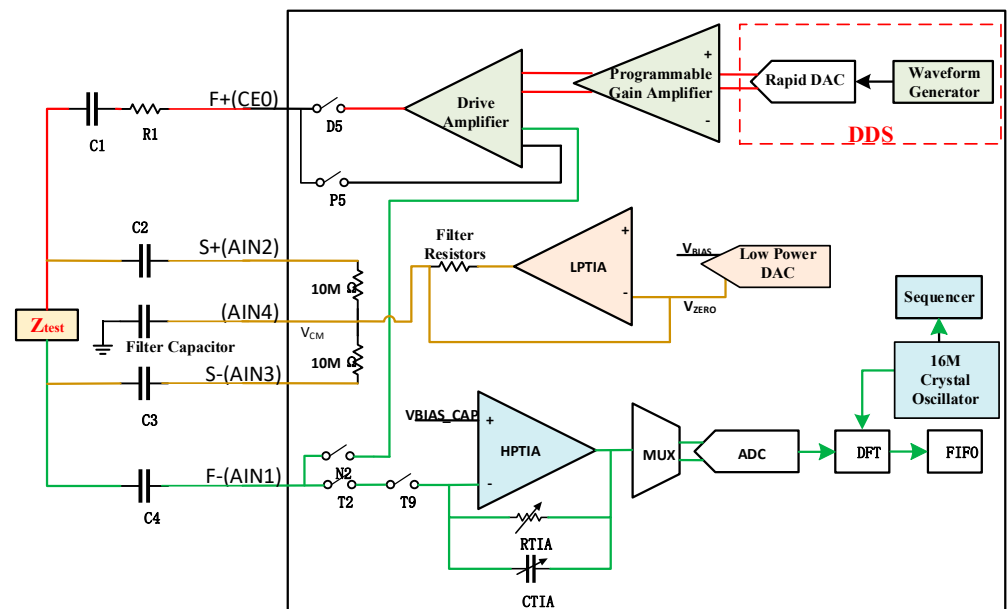 F+(CE0)
C1
R1
D5
P5
Drive
Amplifier
Programmable
Gain Amplifier
+
-
Rapid DAC
Waveform
Generator
DDS
C2
S+(AIN2)
10M Ω
Filter
Resistors
LPTIA
+
-
VBIAS
Low Power
DAC
VZERO
Ztest
(AIN4)
VCM
Filter Capacitor
10M Ω
S-(AIN3)
C3
Sequencer
16M
Crystal
Oscillator
VBIAS_CAP
+
-
HPTIA
MUX
ADC
DFT
FIFO
F-(AIN1)
C4
N2
T2
T9
RTIA
CTIA